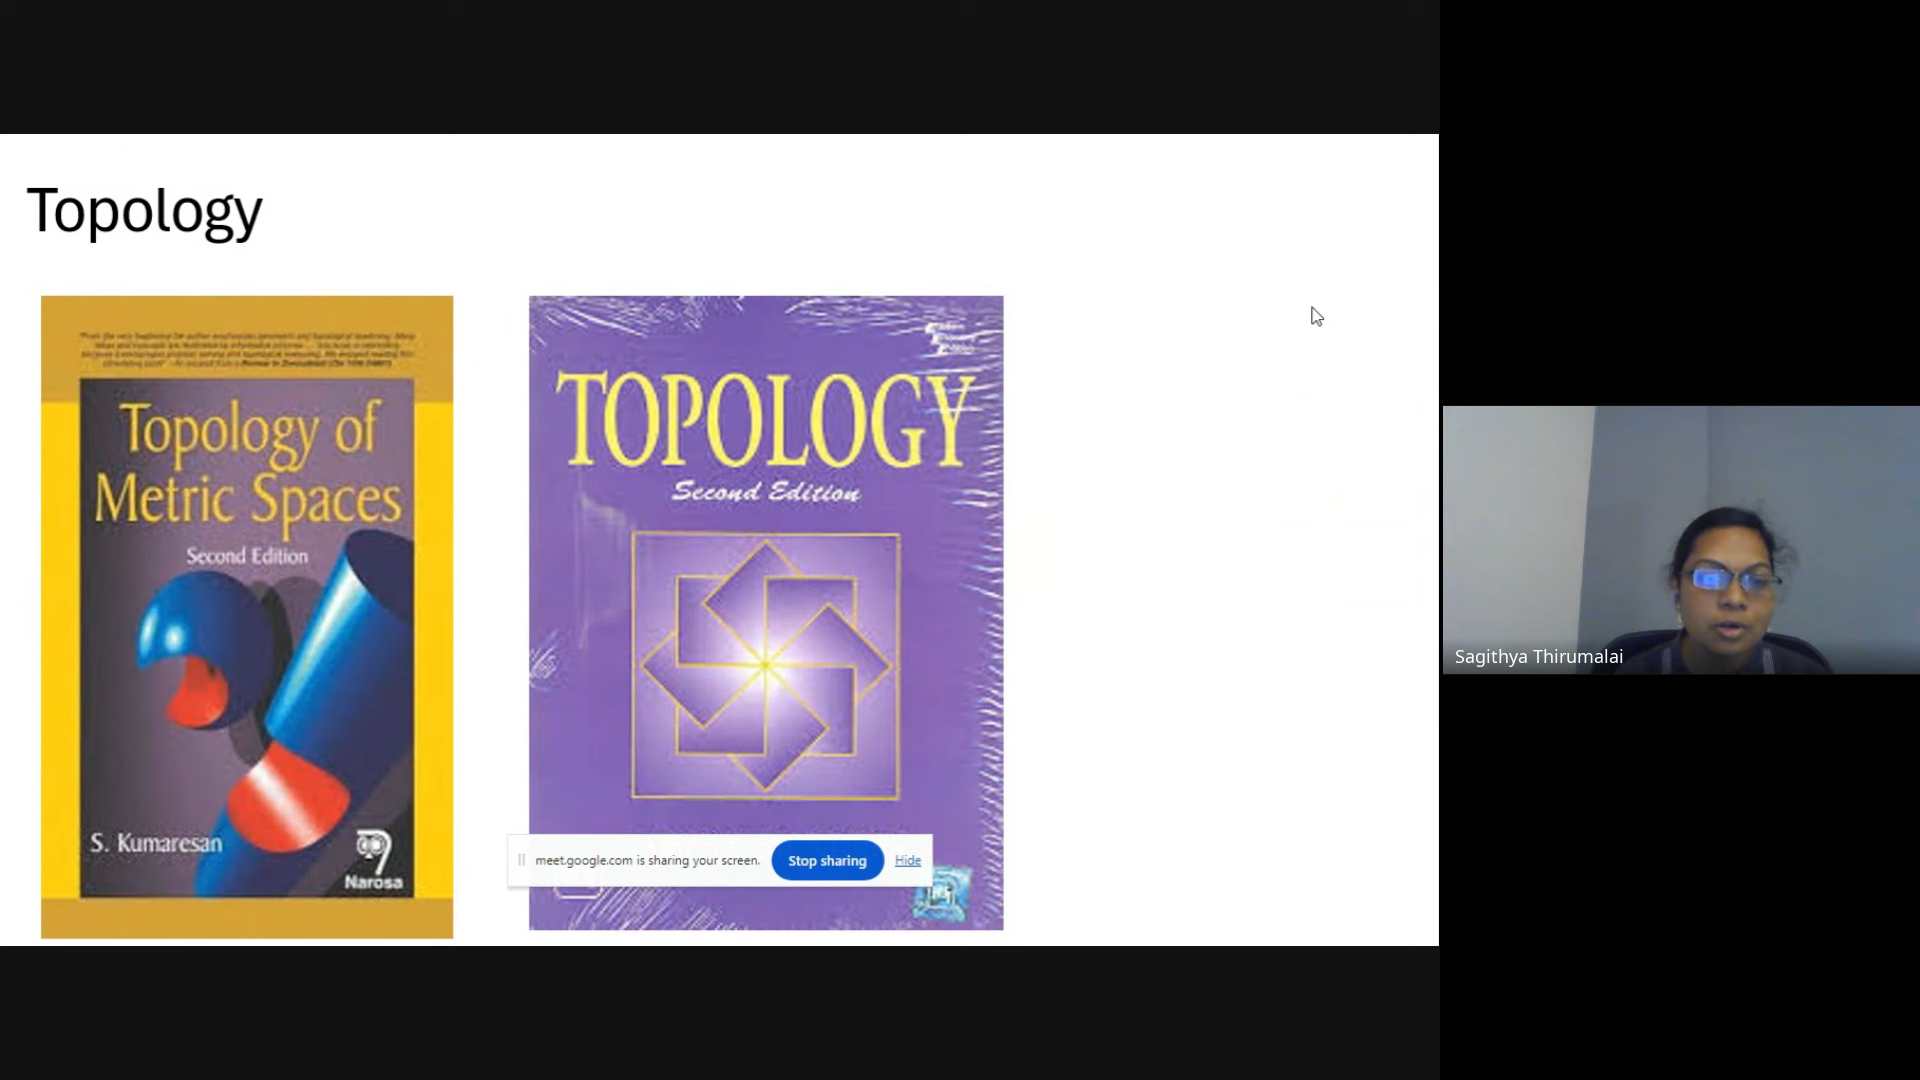 Topology
Topology of
Metric Spaces
Second Edition
S. Kumaresan
Narosa
TOPOLOGY
Second Edition
meet.google.com is sharing your screen.
Stop sharing
Hide
Sagithya Thirumalai